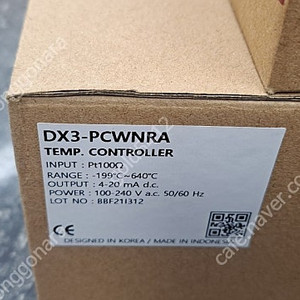 DX3-PCWNRA
TEMP. CONTROLLER
INPUT : Pt100Ω
RANGE : -199℃~640℃
OUTPUT : 4-20 mA d.c.
POWER : 100-240 V a.c. 50/60 Hz
LOT NO : BBF21I312
CE
DESIGNED IN KOREA / MADE IN INDONESIA